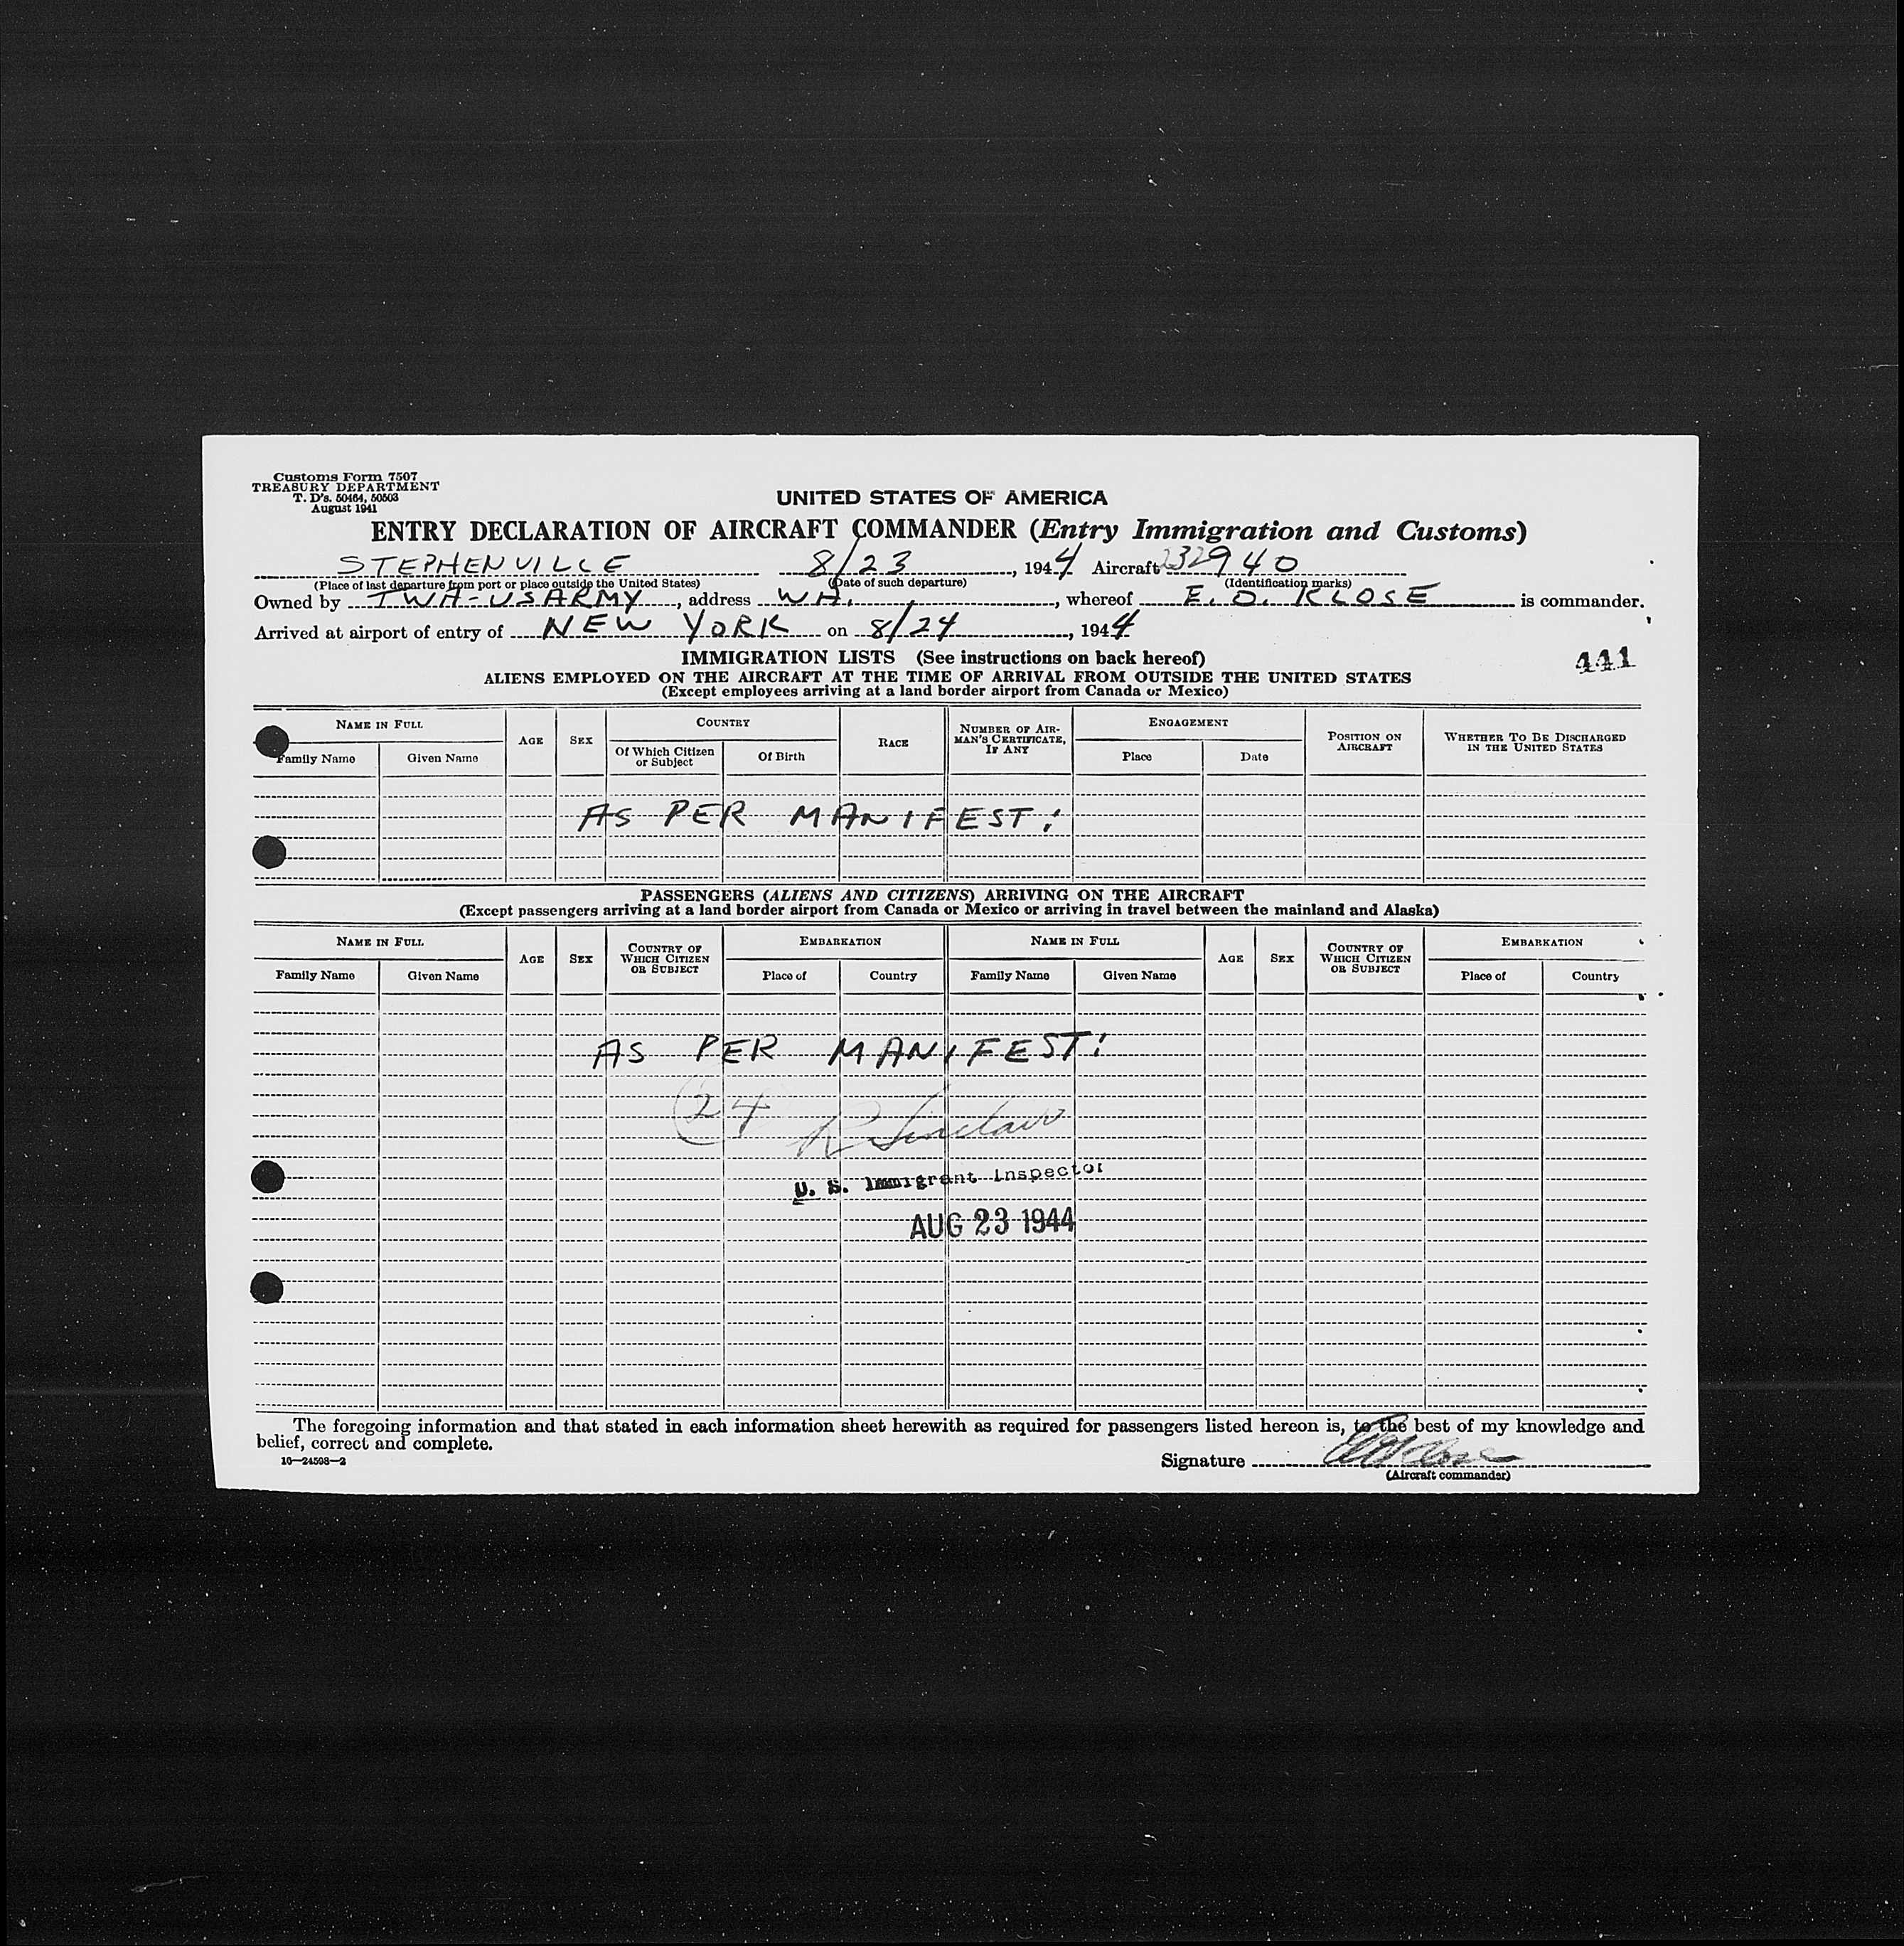 Customs Form 7507
TREASURY DEPARTMENT
T. D's. 50464, 50503
August 1941
UNITED STATES OF AMERICA
ENTRY DECLARATION OF AIRCRAFT COMMANDER (Entry Immigration and Customs)
STEPHENVILLE 8/23, 1944 Aircraft 232940
(Place of last departure from port or place outside the United States) (Date of such departure) (Identification marks)
Owned by TWA-USARMY, address WA., whereof E. O. KLOSE is commander.
Arrived at airport of entry of NEW YORK on 8/24, 1944
IMMIGRATION LISTS (See instructions on back hereof)
441
ALIENS EMPLOYED ON THE AIRCRAFT AT THE TIME OF ARRIVAL FROM OUTSIDE THE UNITED STATES
(Except employees arriving at a land border airport from Canada or Mexico)
NAME IN FULL AGE SEX COUNTRY RACE NUMBER OF AIRMAN'S CERTIFICATE, IF ANY ENGAGEMENT POSITION ON AIRCRAFT WHETHER TO BE DISCHARGED IN THE UNITED STATES
Family Name Given Name Of Which Citizen or Subject Of Birth Place Date
AS PER MANIFEST!
PASSENGERS (ALIENS AND CITIZENS) ARRIVING ON THE AIRCRAFT
(Except passengers arriving at a land border airport from Canada or Mexico or arriving in travel between the mainland and Alaska)
NAME IN FULL AGE SEX COUNTRY OF WHICH CITIZEN OR SUBJECT EMBARKATION NAME IN FULL AGE SEX COUNTRY OF WHICH CITIZEN OR SUBJECT EMBARKATION
Family Name Given Name Place of Country Family Name Given Name Place of Country
AS PER MANIFEST!
24 R Sinclair
U. S. Immigrant Inspector
AUG 23 1944
The foregoing information and that stated in each information sheet herewith as required for passengers listed hereon is, to the best of my knowledge and
belief, correct and complete.
16—24598—2
Signature EOKlose
(Aircraft commander)